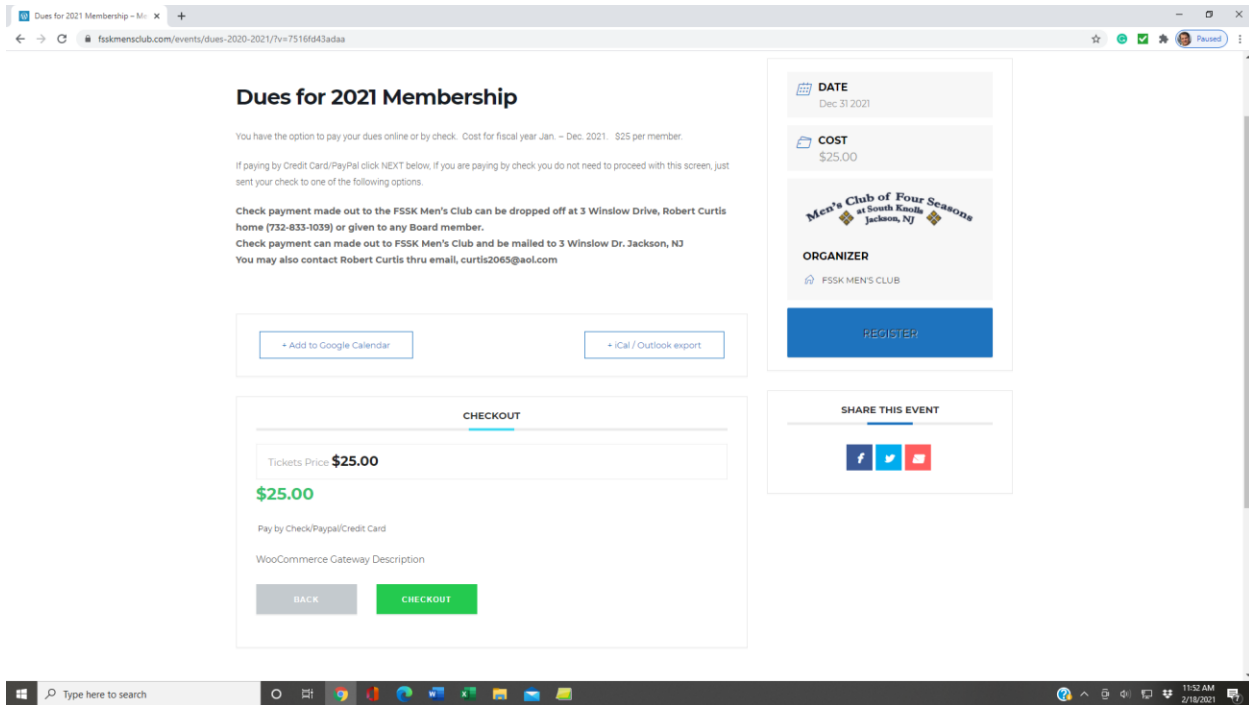 Dues for 2021 Membership – Me
fsskmensclub.com/events/dues-2020-2021/?v=7516fd43adaa
Paused
Dues for 2021 Membership
You have the option to pay your dues online or by check. Cost for fiscal year Jan. – Dec. 2021. $25 per member.
If paying by Credit Card/PayPal click NEXT below, If you are paying by check you do not need to proceed with this screen, just
sent your check to one of the following options.
Check payment made out to the FSSK Men's Club can be dropped off at 3 Winslow Drive, Robert Curtis
home (732-833-1039) or given to any Board member.
Check payment can made out to FSSK Men's Club and be mailed to 3 Winslow Dr. Jackson, NJ
You may also contact Robert Curtis thru email, curtis2065@aol.com
+ Add to Google Calendar
+ iCal / Outlook export
CHECKOUT
Tickets Price $25.00
$25.00
Pay by Check/Paypal/Credit Card
WooCommerce Gateway Description
BACK
CHECKOUT
DATE
Dec 31 2021
COST
$25.00
Men's Club of Four Seasons
at South Knolls
Jackson, NJ
ORGANIZER
FSSK MEN'S CLUB
REGISTER
SHARE THIS EVENT
Type here to search
11:52 AM
2/18/2021